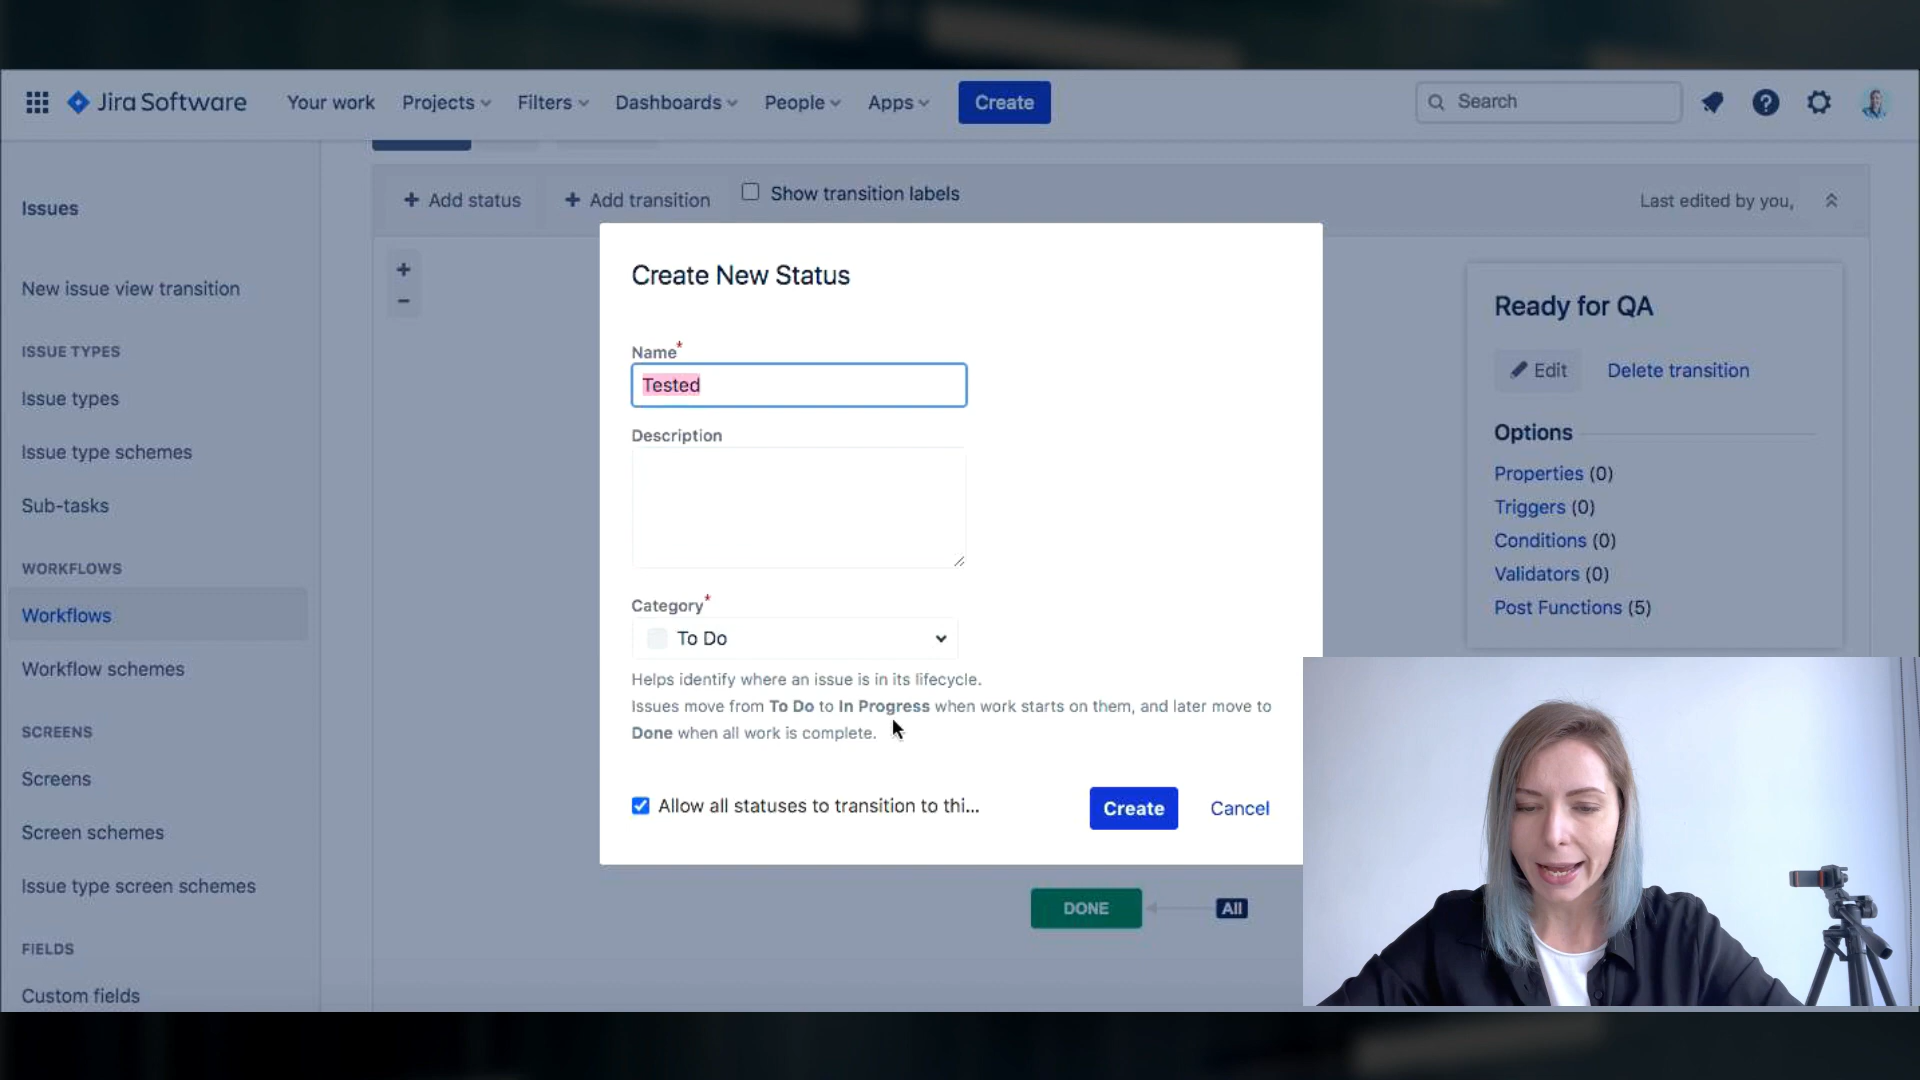 Jira Software
Your work
Projects
Filters
Dashboards
People
Apps
Create
Search
Issues
New issue view transition
ISSUE TYPES
Issue types
Issue type schemes
Sub-tasks
WORKFLOWS
Workflows
Workflow schemes
SCREENS
Screens
Screen schemes
Issue type screen schemes
FIELDS
Custom fields
+ Add status
+ Add transition
Show transition labels
Last edited by you,
+
−
Create New Status
Name*
Tested
Description
Category*
To Do
Helps identify where an issue is in its lifecycle.
Issues move from To Do to In Progress when work starts on them, and later move to
Done when all work is complete.
Allow all statuses to transition to thi...
Create
Cancel
DONE
All
Ready for QA
Edit
Delete transition
Options
Properties (0)
Triggers (0)
Conditions (0)
Validators (0)
Post Functions (5)